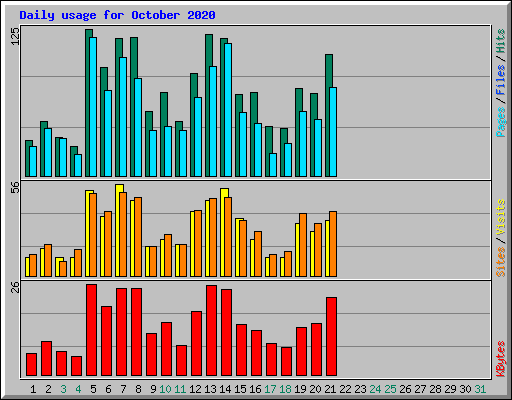 Daily usage for October 2020
125
Pages / Files / Hits
56
Sites / Visits
26
KBytes
1 2 3 4 5 6 7 8 9 10 11 12 13 14 15 16 17 18 19 20 21 22 23 24 25 26 27 28 29 30 31